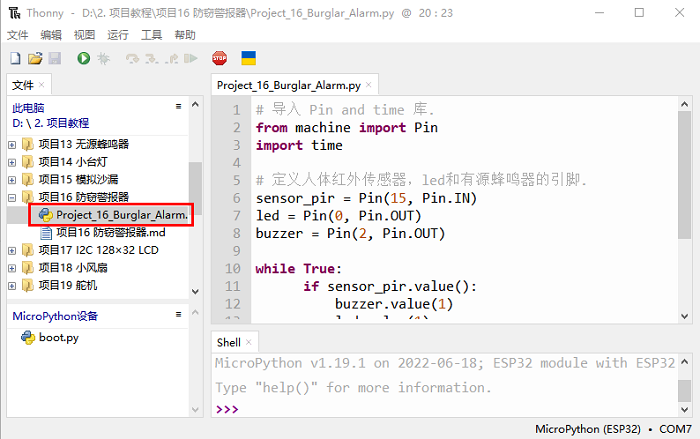 Thonny - D:\2. 项目教程\项目16 防窃警报器\Project_16_Burglar_Alarm.py @ 20 : 23
文件 编辑 视图 运行 工具 帮助
STOP
文件 ×
此电脑
D: \ 2. 项目教程
项目13 无源蜂鸣器
项目14 小台灯
项目15 模拟沙漏
项目16 防窃警报器
Project_16_Burglar_Alarm.
项目16 防窃警报器.md
项目17 I2C 128×32 LCD
项目18 小风扇
项目19 舵机
MicroPython设备
boot.py
Project_16_Burglar_Alarm.py ×
1 # 导入 Pin and time 库.
2 from machine import Pin
3 import time
4
5 # 定义人体红外传感器，led和有源蜂鸣器的引脚.
6 sensor_pir = Pin(15, Pin.IN)
7 led = Pin(0, Pin.OUT)
8 buzzer = Pin(2, Pin.OUT)
9
10 while True:
11 if sensor_pir.value():
12 buzzer.value(1)
Shell ×
MicroPython v1.19.1 on 2022-06-18; ESP32 module with ESP32
Type "help()" for more information.
>>>
MicroPython (ESP32) • COM7